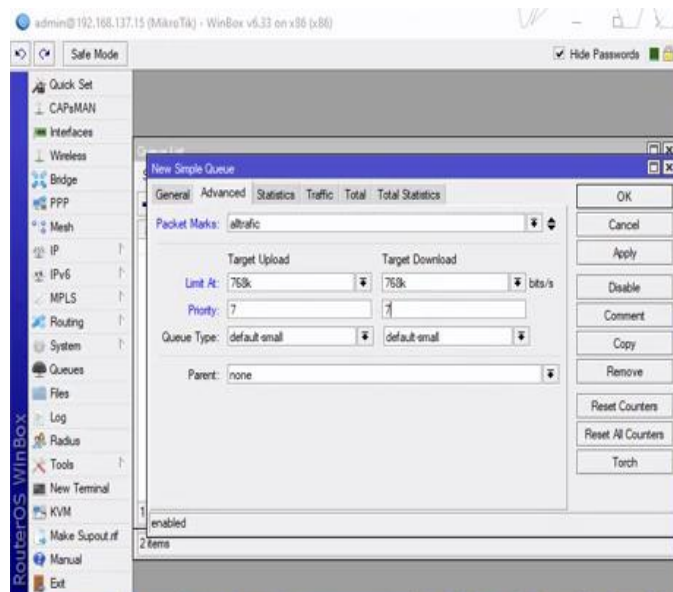 admin@192.168.137.15 (MikroTik) - WinBox v6.33 on x86 (x86)
Safe Mode
Hide Passwords
Quick Set
CAPsMAN
Interfaces
Wireless
Bridge
PPP
Mesh
IP
IPv6
MPLS
Routing
System
Queues
Files
Log
Radius
Tools
New Terminal
KVM
Make Supout.rif
Manual
Exit
RouterOS WinBox
New Simple Queue
General Advanced Statistics Traffic Total Total Statistics
Packet Marks: alltrafic
Target Upload Target Download
Limit At: 768k 768k bits/s
Priority: 7 7
Queue Type: default-small default-small
Parent: none
enabled
2 items
OK
Cancel
Apply
Disable
Comment
Copy
Remove
Reset Counters
Reset All Counters
Torch